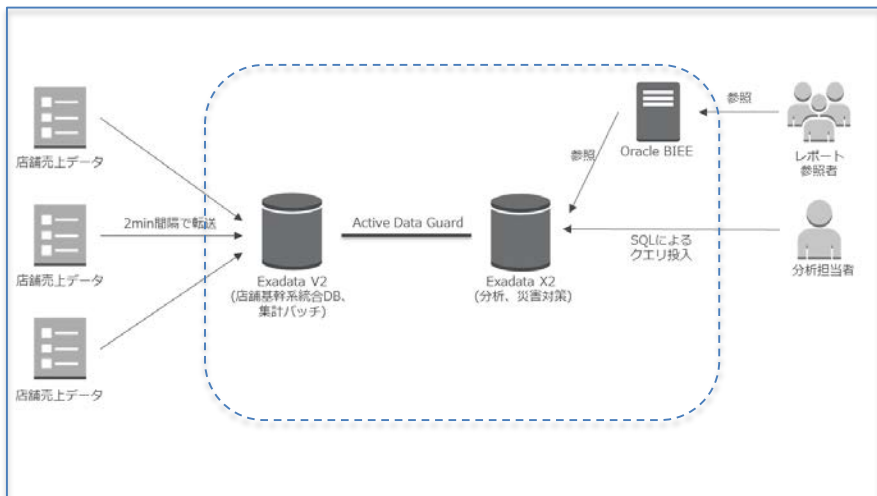 店舗売上データ
店舗売上データ
店舗売上データ
2min間隔で転送
Exadata V2
(店舗基幹系統合DB、
集計バッチ)
Active Data Guard
Exadata X2
(分析、災害対策)
参照
Oracle BIEE
参照
レポート
参照者
SQLによる
クエリ投入
分析担当者